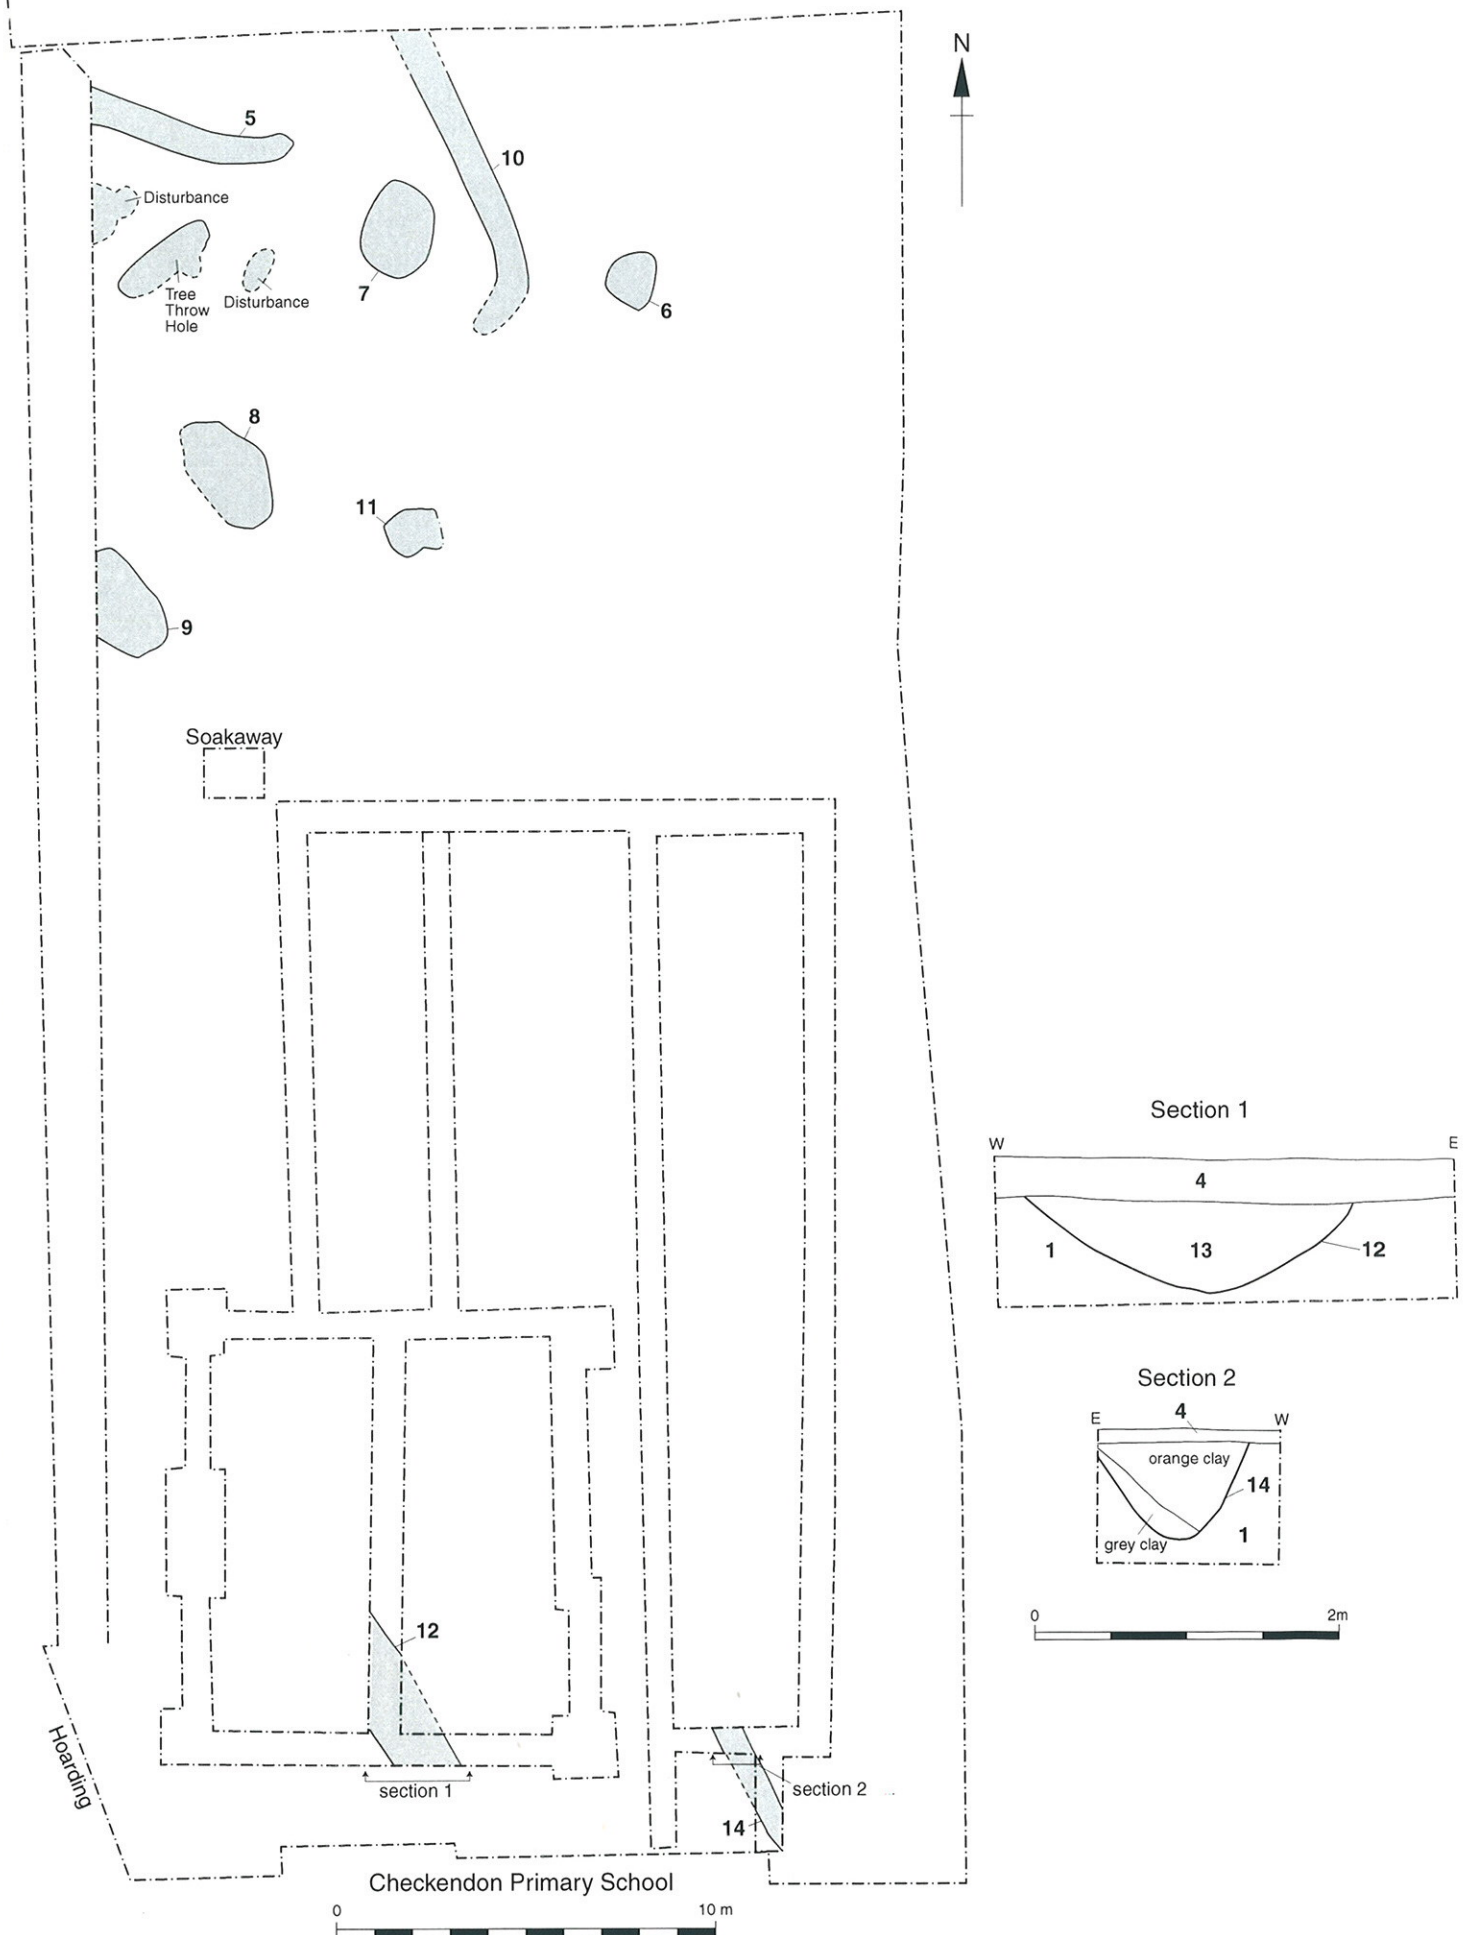 N
5
10
Disturbance
Tree
Throw
Hole
Disturbance
7
6
8
11
9
Soakaway
Section 1
W
E
4
1
13
12
Section 2
4
E
W
orange clay
14
grey clay
1
0
2m
12
Hoarding
section 1
section 2
14
Checkendon Primary School
0
10 m